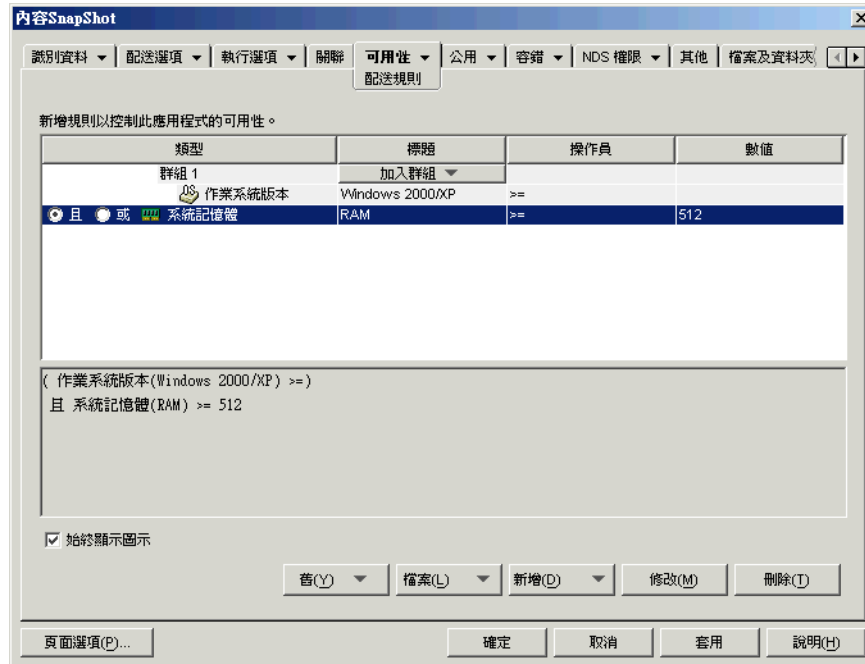 內容SnapShot
識別資料 配送選項 執行選項 關聯 可用性 公用 容錯 NDS 權限 其他 檔案及資料夾
配送規則
新增規則以控制此應用程式的可用性。
類型 標題 操作員 數值
群組 1 加入群組
作業系統版本 Windows 2000/XP >=
且 或 系統記憶體 RAM >= 512
( 作業系統版本(Windows 2000/XP) >=)
且 系統記憶體(RAM) >= 512
始終顯示圖示
舊(Y) 檔案(L) 新增(D) 修改(M) 刪除(T)
頁面選項(P)... 確定 取消 套用 說明(H)